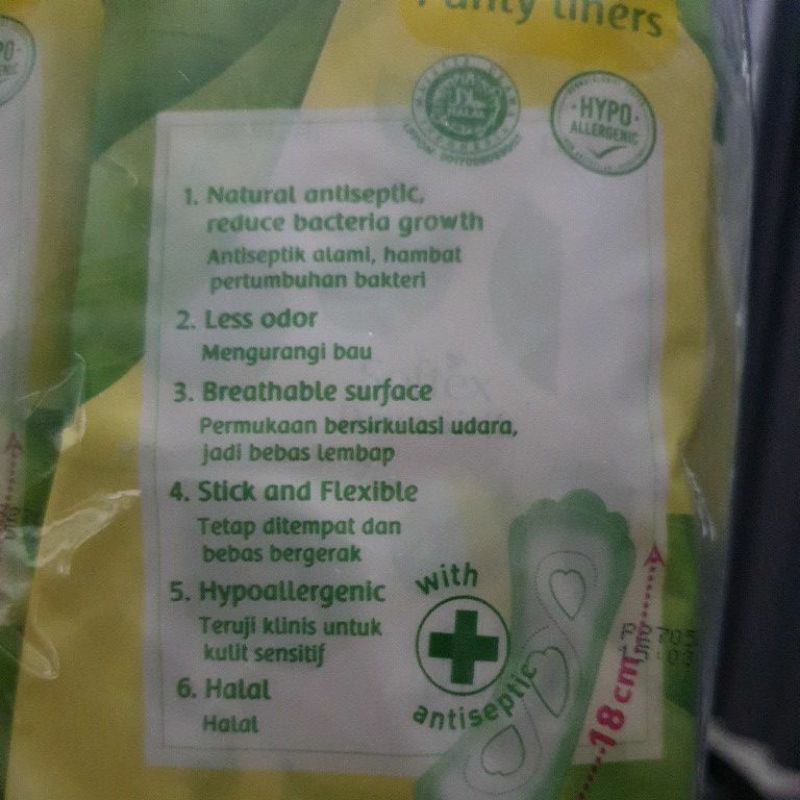 Panty liners
HYPO
ALLERGENIC
1. Natural antiseptic,
reduce bacteria growth
Antiseptik alami, hambat
pertumbuhan bakteri
2. Less odor
Mengurangi bau
3. Breathable surface
Permukaan bersirkulasi udara,
jadi bebas lembap
4. Stick and Flexible
Tetap ditempat dan
bebas bergerak
5. Hypoallergenic
Teruji klinis untuk
kulit sensitif
6. Halal
Halal
with
antiseptic
18 cm